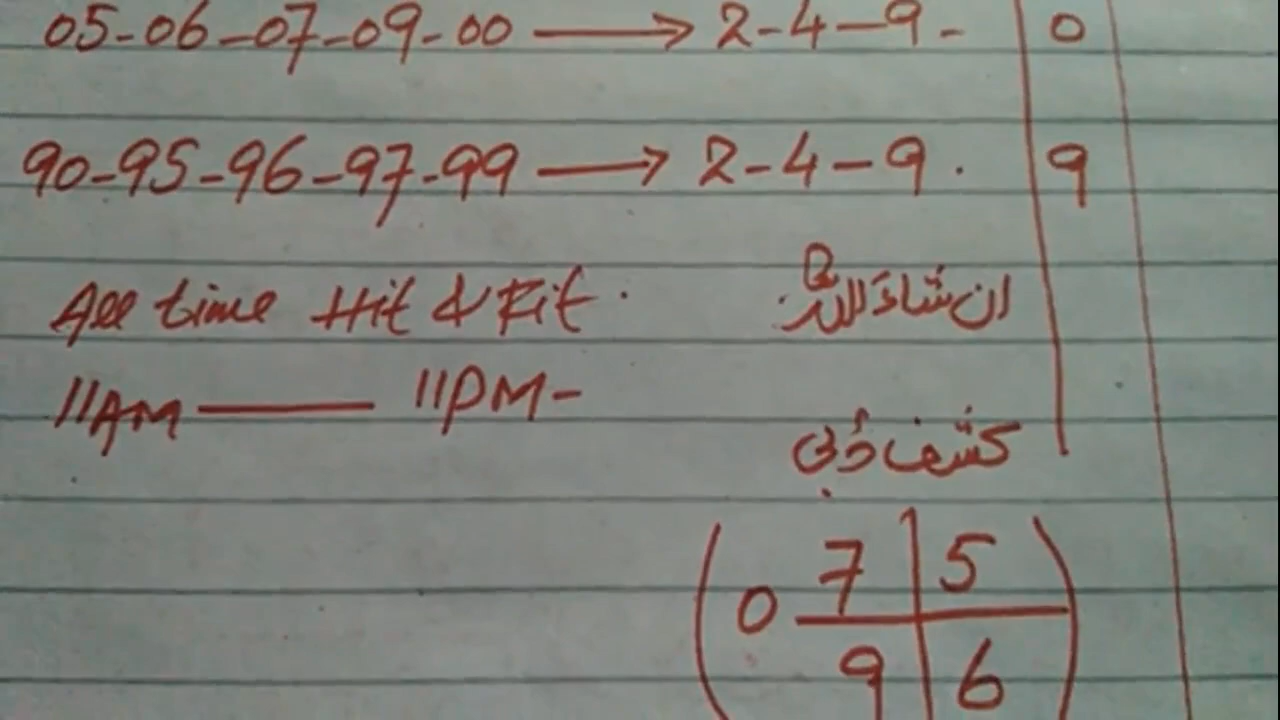 05-06-07-09-00 → 2-4-9- 0
90-95-96-97-99 → 2-4-9. 9
All time Hit & Fit. ان شاءَ اللہ
11AM — 11PM-
کشف دُبی
7 5
0
9 6